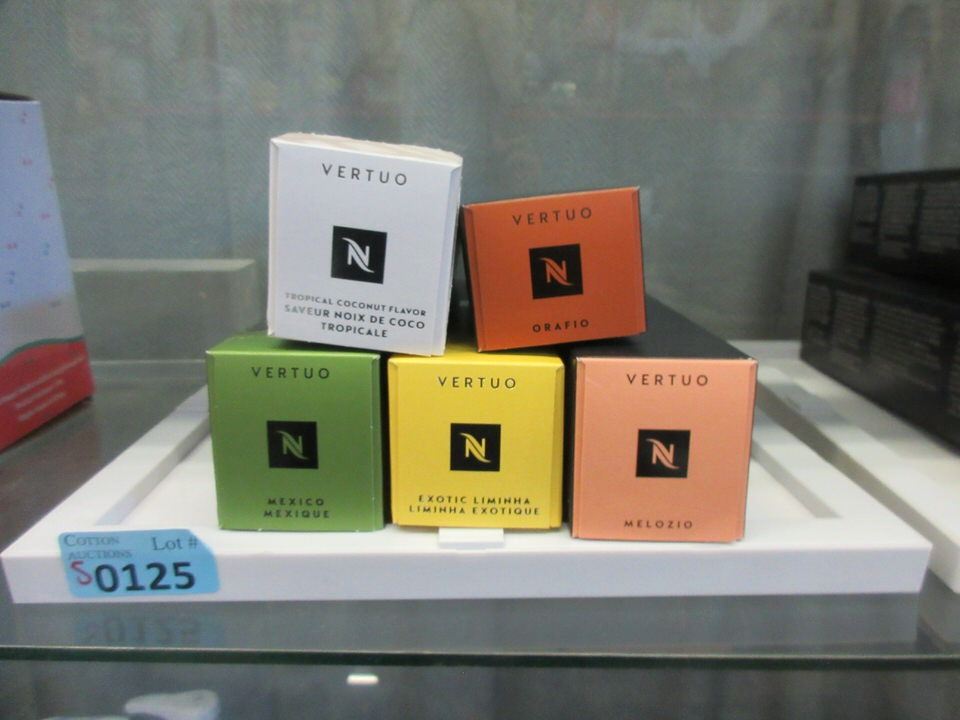 VERTUO
N
TROPICAL COCONUT FLAVOR
SAVEUR NOIX DE COCO
TROPICALE
VERTUO
N
ORAFIO
VERTUO
N
MEXICO
MEXIQUE
VERTUO
N
EXOTIC LIMINHA
LIMINHA EXOTIQUE
VERTUO
N
MELOZIO
COTTON
AUCTIONS Lot #
S0125